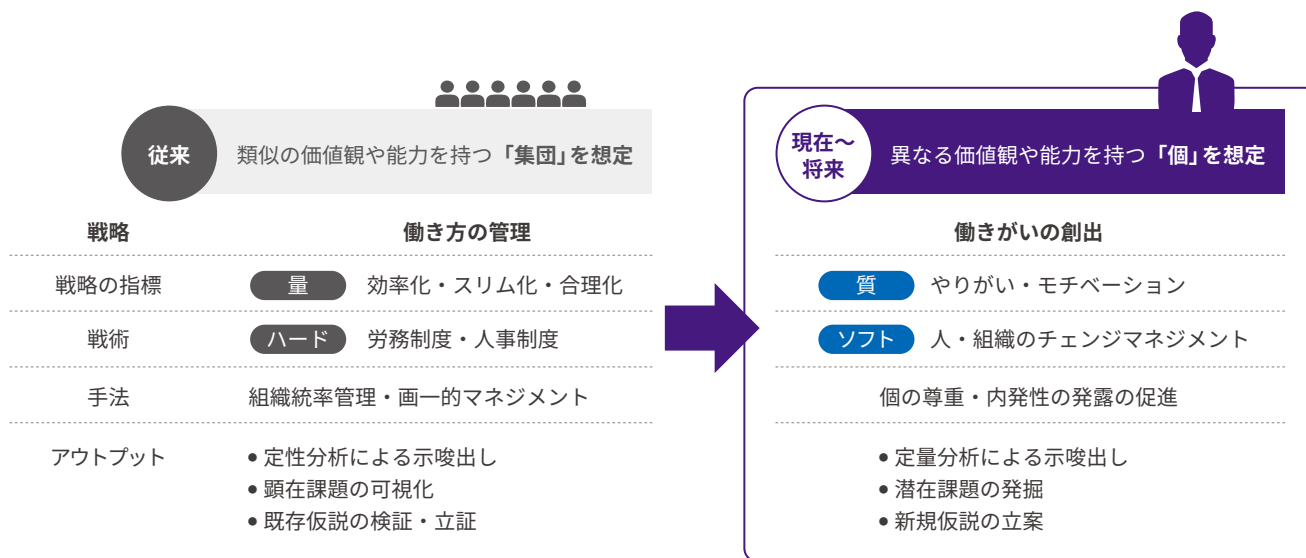 従来
類似の価値観や能力を持つ「集団」を想定
現在～
将来
異なる価値観や能力を持つ「個」を想定
戦略 働き方の管理 働きがいの創出
戦略の指標 量 効率化・スリム化・合理化 質 やりがい・モチベーション
戦術 ハード 労務制度・人事制度 ソフト 人・組織のチェンジマネジメント
手法 組織統率管理・画一的マネジメント 個の尊重・内発性の発露の促進
アウトプット
• 定性分析による示唆出し
• 顕在課題の可視化
• 既存仮説の検証・立証
• 定量分析による示唆出し
• 潜在課題の発掘
• 新規仮説の立案